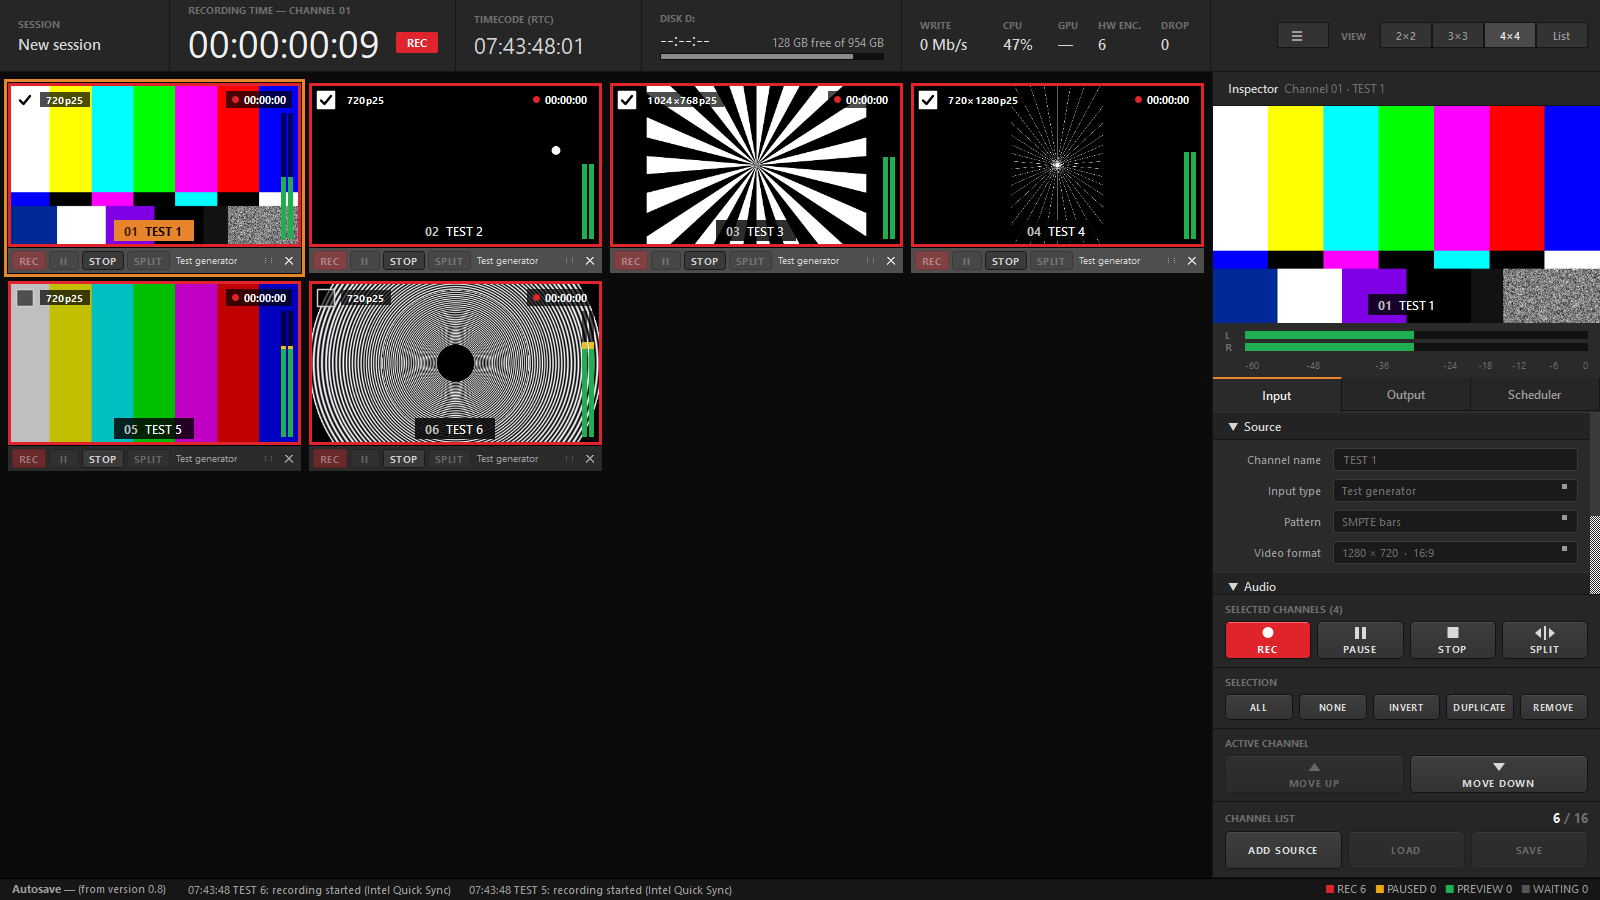 SESSION
New session
RECORDING TIME — CHANNEL 01
00:00:00:09 REC
TIMECODE (RTC)
07:43:48:01
DISK D:
--:--:-- 128 GB free of 954 GB
WRITE CPU GPU HW ENC. DROP
0 Mb/s 47% — 6 0
VIEW 2×2 3×3 4×4 List
720p25 00:00:00
01 TEST 1
REC STOP SPLIT Test generator
720p25 00:00:00
02 TEST 2
REC STOP SPLIT Test generator
1024×768p25 00:00:00
03 TEST 3
REC STOP SPLIT Test generator
720×1280p25 00:00:00
04 TEST 4
REC STOP SPLIT Test generator
720p25 00:00:00
05 TEST 5
REC STOP SPLIT Test generator
720p25 00:00:00
06 TEST 6
REC STOP SPLIT Test generator
Inspector Channel 01 · TEST 1
01 TEST 1
L
R
-60 -48 -36 -24 -18 -12 -6 0
Input Output Scheduler
Source
Channel name TEST 1
Input type Test generator
Pattern SMPTE bars
Video format 1280 × 720 · 16:9
Audio
SELECTED CHANNELS (4)
REC PAUSE STOP SPLIT
SELECTION
ALL NONE INVERT DUPLICATE REMOVE
ACTIVE CHANNEL
MOVE UP MOVE DOWN
CHANNEL LIST 6 / 16
ADD SOURCE LOAD SAVE
Autosave — (from version 0.8) 07:43:48 TEST 6: recording started (Intel Quick Sync) 07:43:48 TEST 5: recording started (Intel Quick Sync) REC 6 PAUSED 0 PREVIEW 0 WAITING 0